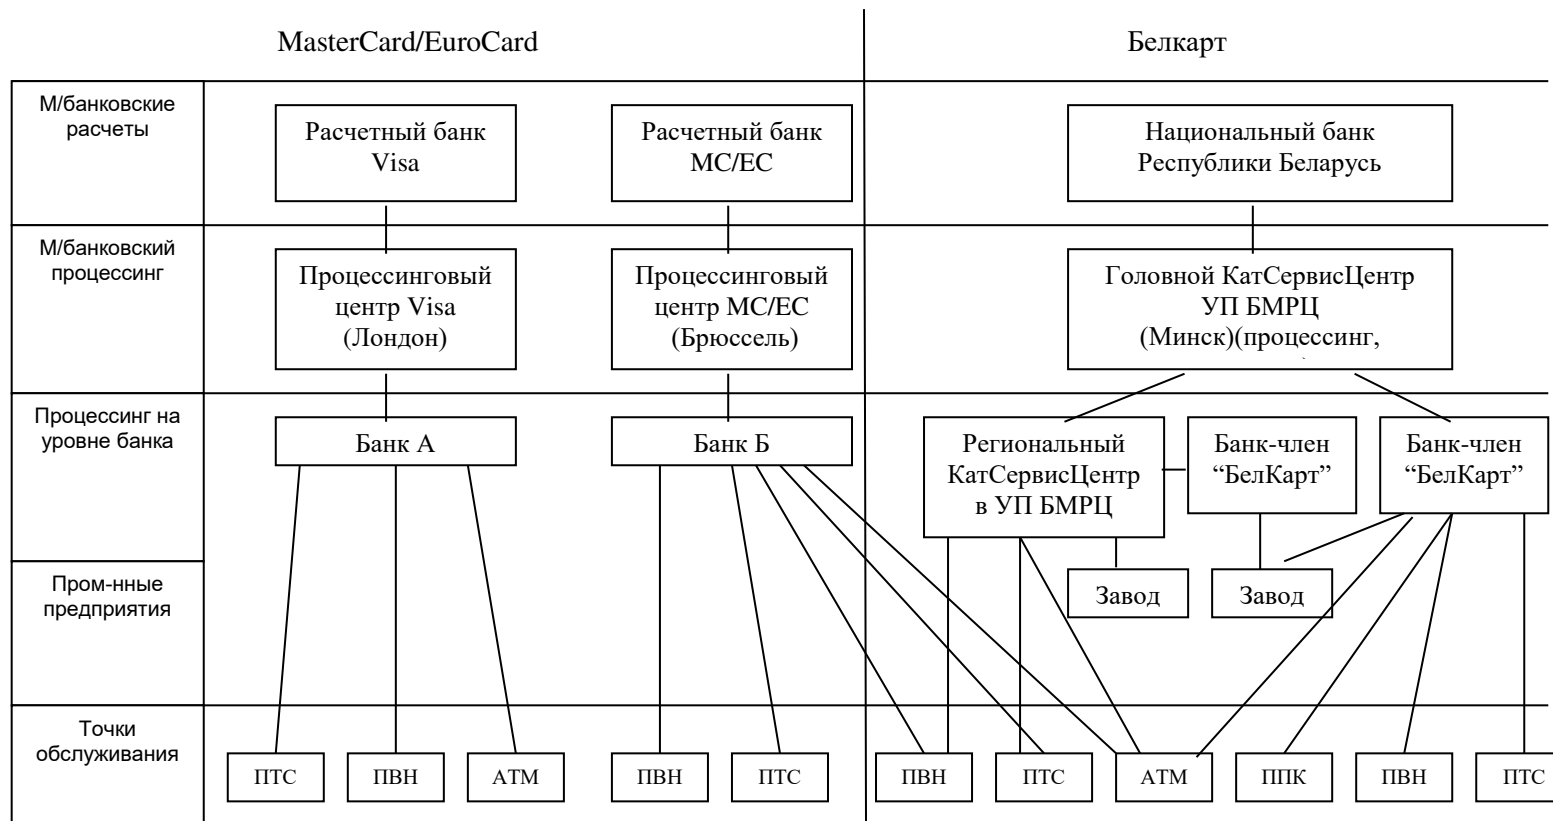 MasterCard/EuroCard
Белкарт
М/банковские
расчеты
Расчетный банк
Visa
Расчетный банк
МС/ЕС
Национальный банк
Республики Беларусь
М/банковский
процессинг
Процессинговый
центр Visa
(Лондон)
Процессинговый
центр МС/ЕС
(Брюссель)
Головной КатСервисЦентр
УП БМРЦ
(Минск)(процессинг,
Процессинг на
уровне банка
Банк А
Банк Б
Региональный
КатСервисЦентр
в УП БМРЦ
Банк-член
“БелКарт”
Банк-член
“БелКарт”
Пром-нные
предприятия
Завод
Завод
Точки
обслуживания
ПТС
ПВН
АТМ
ПВН
ПТС
ПВН
ПТС
АТМ
ППК
ПВН
ПТС